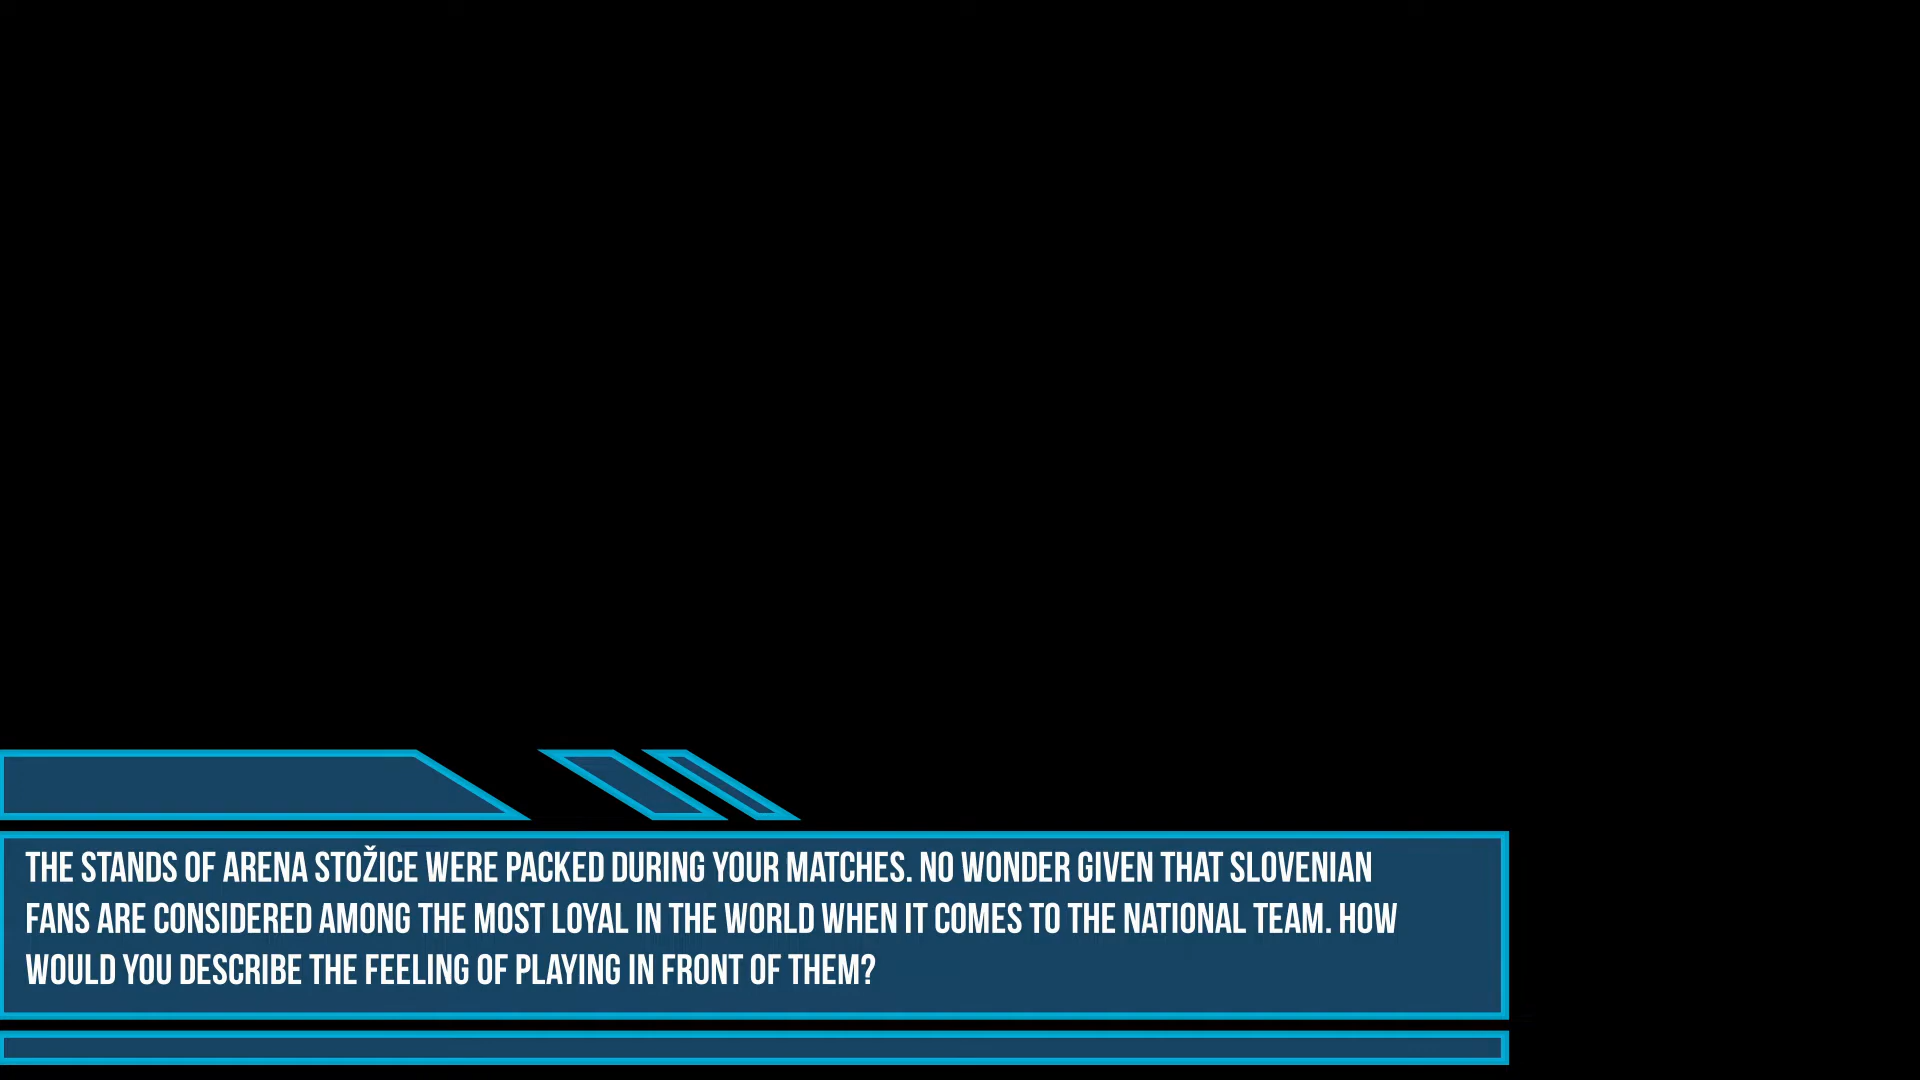 THE STANDS OF ARENA STOŽICE WERE PACKED DURING YOUR MATCHES. NO WONDER GIVEN THAT SLOVENIAN
FANS ARE CONSIDERED AMONG THE MOST LOYAL IN THE WORLD WHEN IT COMES TO THE NATIONAL TEAM. HOW
WOULD YOU DESCRIBE THE FEELING OF PLAYING IN FRONT OF THEM?